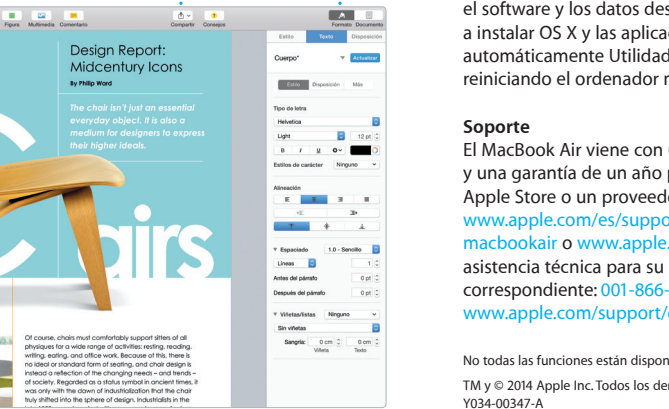 Figura Multimedia Comentario Compartir Consejos Formato Documento
Estilo Texto Disposición
Cuerpo* Actualizar
Estilo Disposición Más
Tipo de letra
Helvetica
Light 12 pt
B I U
Estilos de carácter Ninguno
Alineación
Espaciado 1.0 - Sencillo
Líneas 1
Antes del párrafo 0 pt
Después del párrafo 0 pt
Viñetas/listas Ninguno
Sin viñetas
Sangría: 0 cm 0 cm
Viñeta Texto
Design Report:
Midcentury Icons
By Philip Ward
The chair isn't just an essential
everyday object. It is also a
medium for designers to express
their higher ideals.
airs
Of course, chairs must comfortably support sitters of all
physiques for a wide range of activities: resting, reading,
writing, eating, and office work. Because of this, there is
no ideal or standard form of seating, and chair design is
instead a reflection of the changing needs – and trends –
of society. Regarded as a status symbol in ancient times, it
was only with the dawn of industrialization that the chair
truly shifted into the sphere of design. Industrialists in the
el software y los datos des
a instalar OS X y las aplica
automáticamente Utilidad
reiniciando el ordenador
Soporte
El MacBook Air viene con
y una garantía de un año
Apple Store o un proveed
www.apple.com/es/suppo
macbookair o www.apple.
asistencia técnica para su
correspondiente: 001-866-
www.apple.com/support/
No todas las funciones están dispon
TM y © 2014 Apple Inc. Todos los der
Y034-00347-A